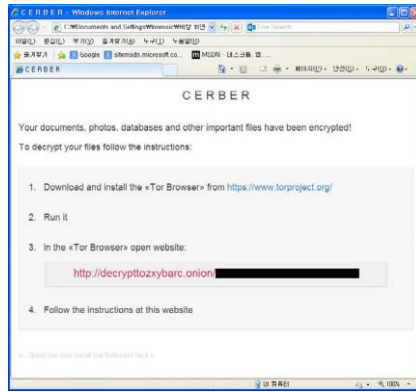 CERBER - Windows Internet Explorer
Google
CERBER
CERBER
Your documents, photos, databases and other important files have been encrypted!
To decrypt your files follow the instructions:
1. Download and install the «Tor Browser» from https://www.torproject.org/
2. Run it
3. In the «Tor Browser» open website:
http://decrypttozxybarc.onion/
4. Follow the instructions at this website
100%